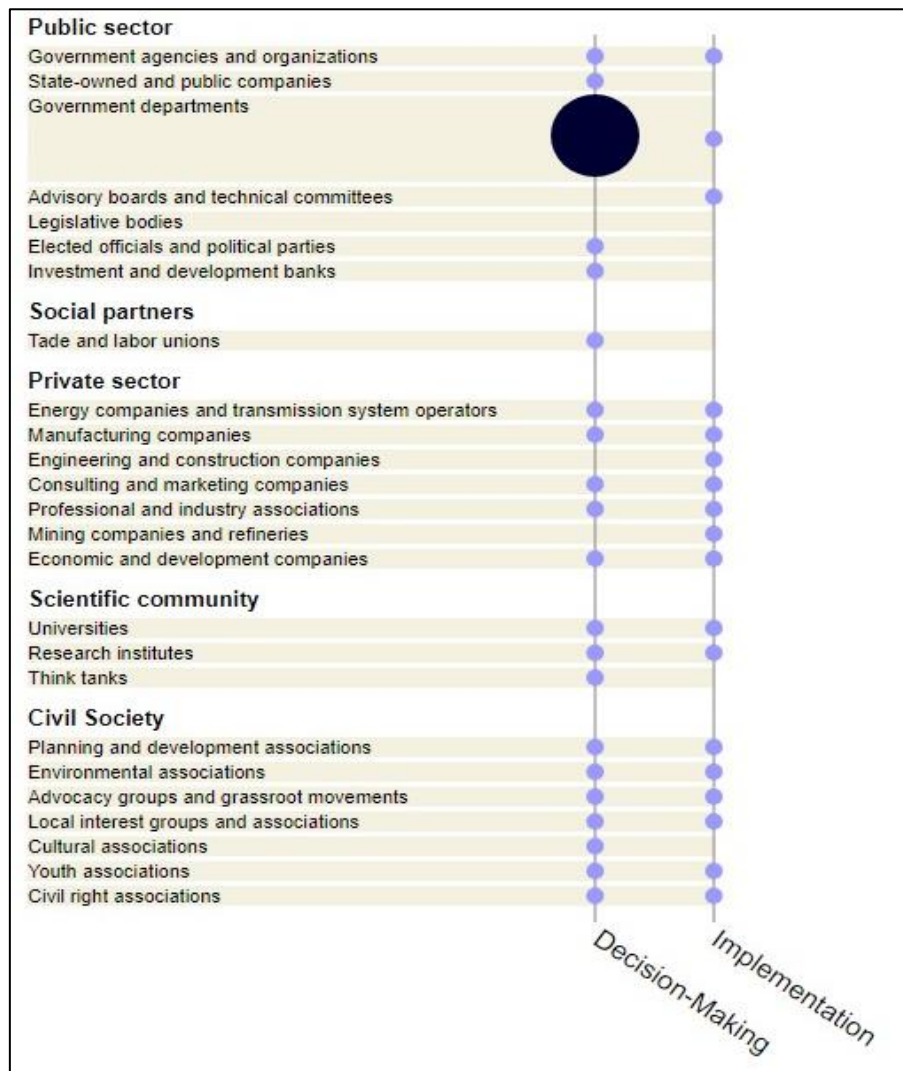 Public sector
Government agencies and organizations
State-owned and public companies
Government departments
Advisory boards and technical committees
Legislative bodies
Elected officials and political parties
Investment and development banks
Social partners
Tade and labor unions
Private sector
Energy companies and transmission system operators
Manufacturing companies
Engineering and construction companies
Consulting and marketing companies
Professional and industry associations
Mining companies and refineries
Economic and development companies
Scientific community
Universities
Research institutes
Think tanks
Civil Society
Planning and development associations
Environmental associations
Advocacy groups and grassroot movements
Local interest groups and associations
Cultural associations
Youth associations
Civil right associations
Decision-Making
Implementation